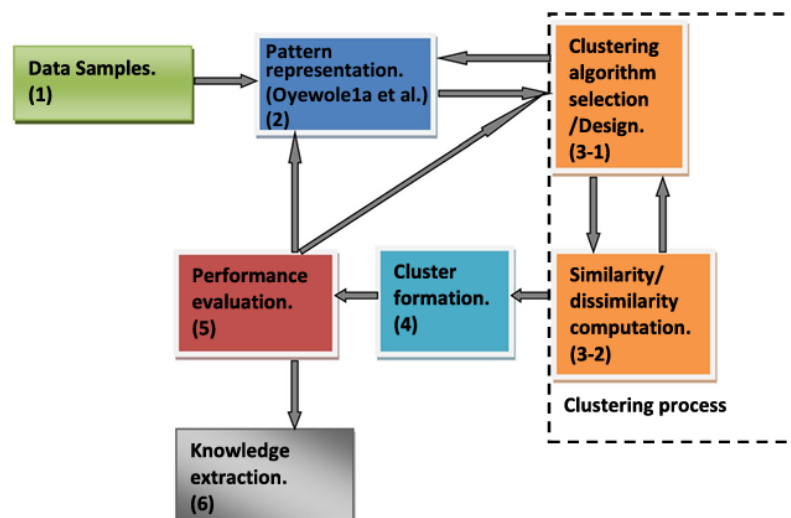 Data Samples.
(1)
Pattern
representation.
(Oyewole1a et al.)
(2)
Clustering
algorithm
selection
/Design.
(3-1)
Similarity/
dissimilarity
computation.
(3-2)
Clustering process
Cluster
formation.
(4)
Performance
evaluation.
(5)
Knowledge
extraction.
(6)